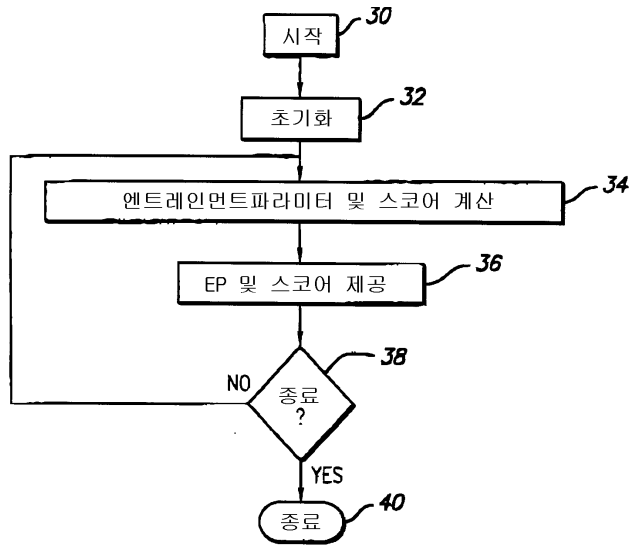 시작
30
초기화
32
엔트레인먼트파라미터 및 스코어 계산
34
EP 및 스코어 제공
36
종료
?
38
NO
YES
종료
40